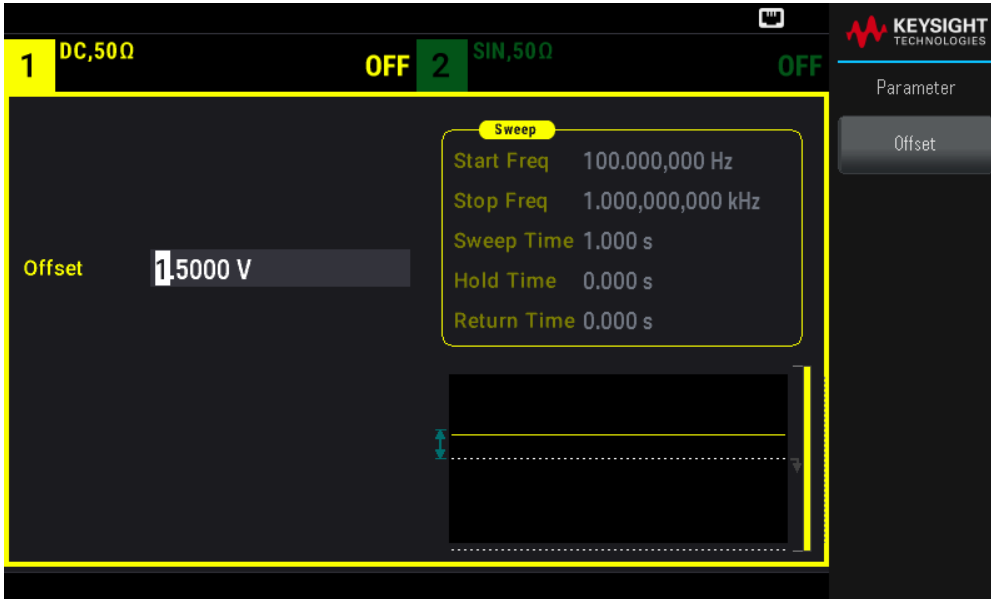 KEYSIGHT
TECHNOLOGIES
1 DC,50Ω OFF 2 SIN,50Ω OFF
Parameter
Offset
Sweep
Start Freq 100.000,000 Hz
Stop Freq 1.000,000,000 kHz
Sweep Time 1.000 s
Offset 1.5000 V
Hold Time 0.000 s
Return Time 0.000 s